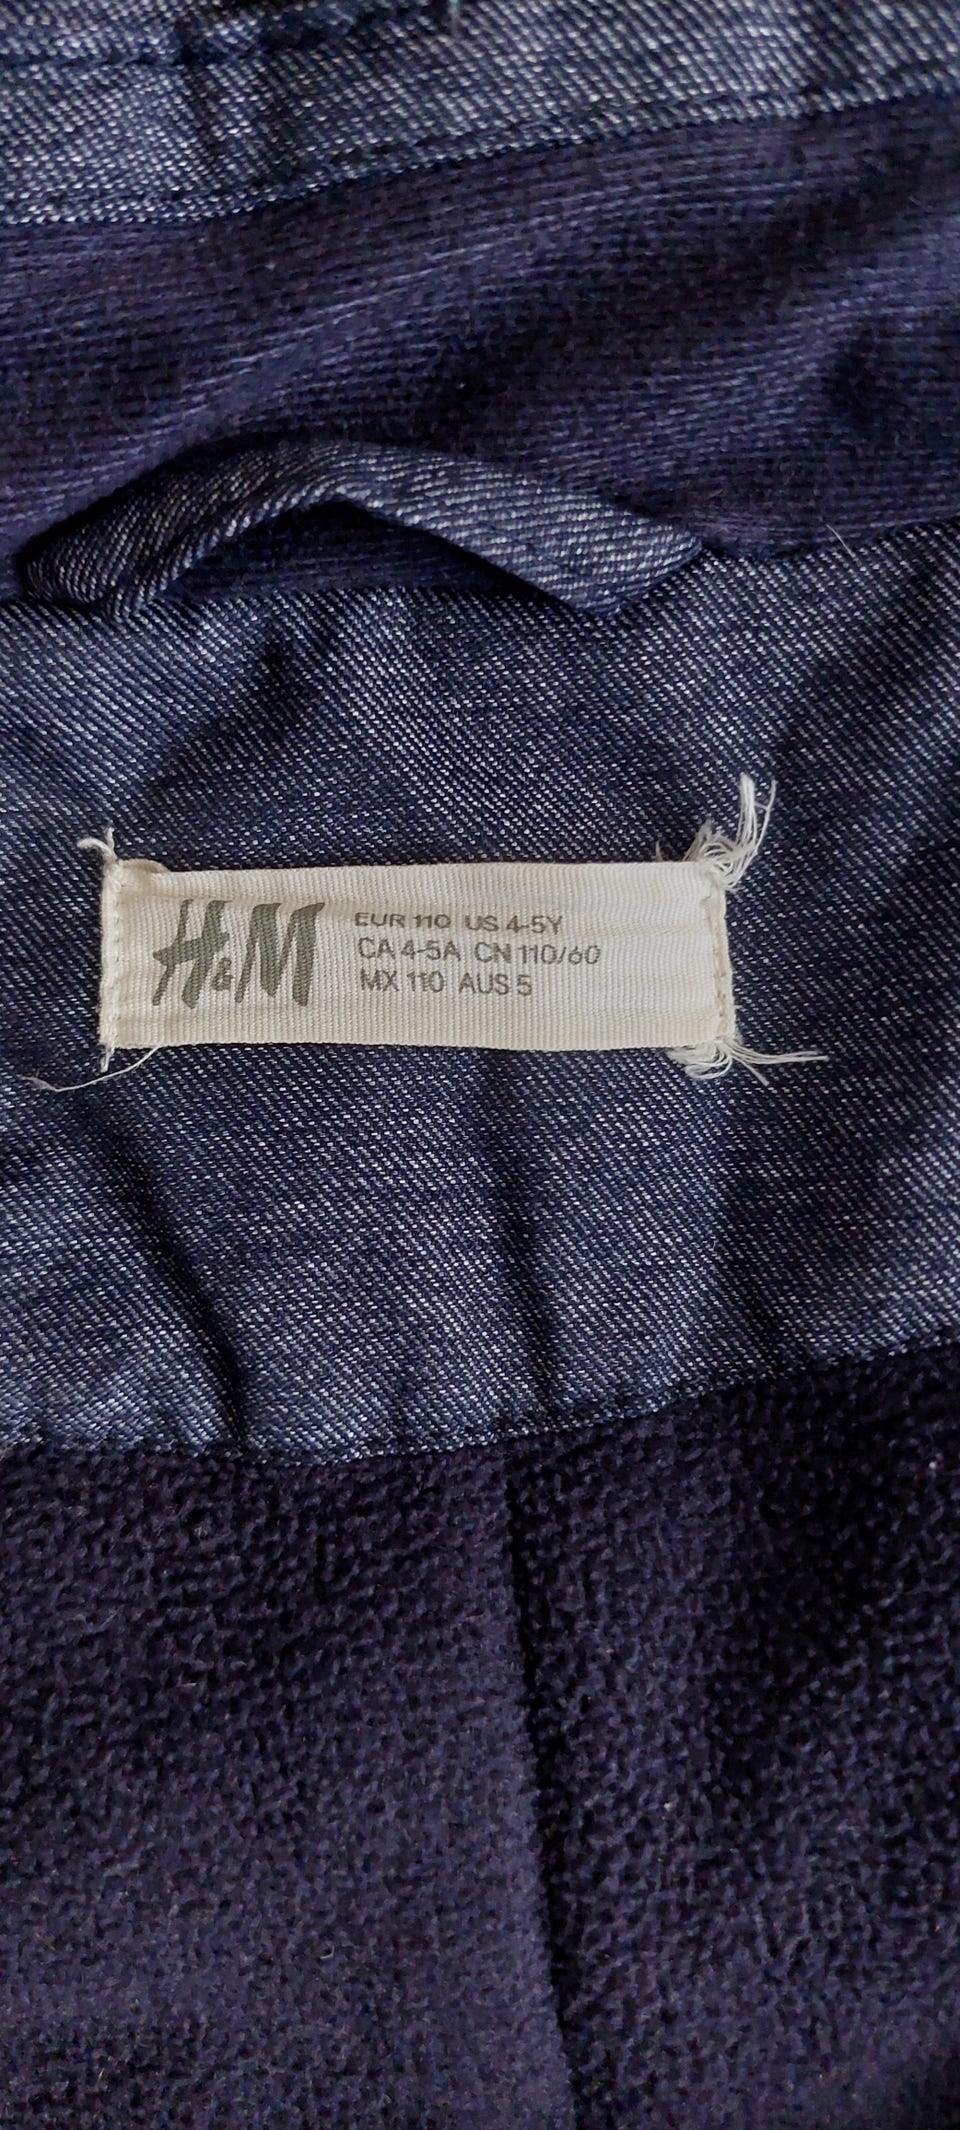 H&M
EUR 110 US 4-5Y
CA 4-5A CN 110/60
MX 110 AUS 5